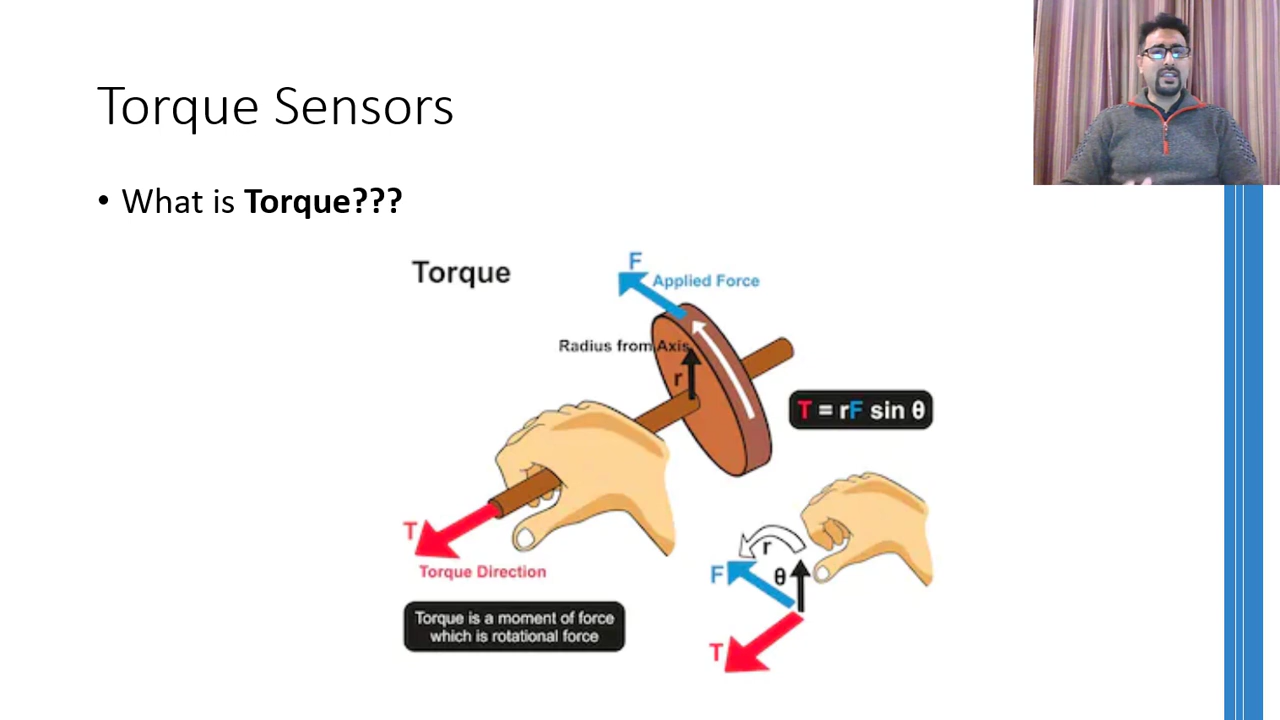 Torque Sensors
• What is Torque???
Torque
F
Applied Force
Radius from Axis
r
T = rF sin θ
T
Torque Direction
r
F
θ
Torque is a moment of force
which is rotational force
T